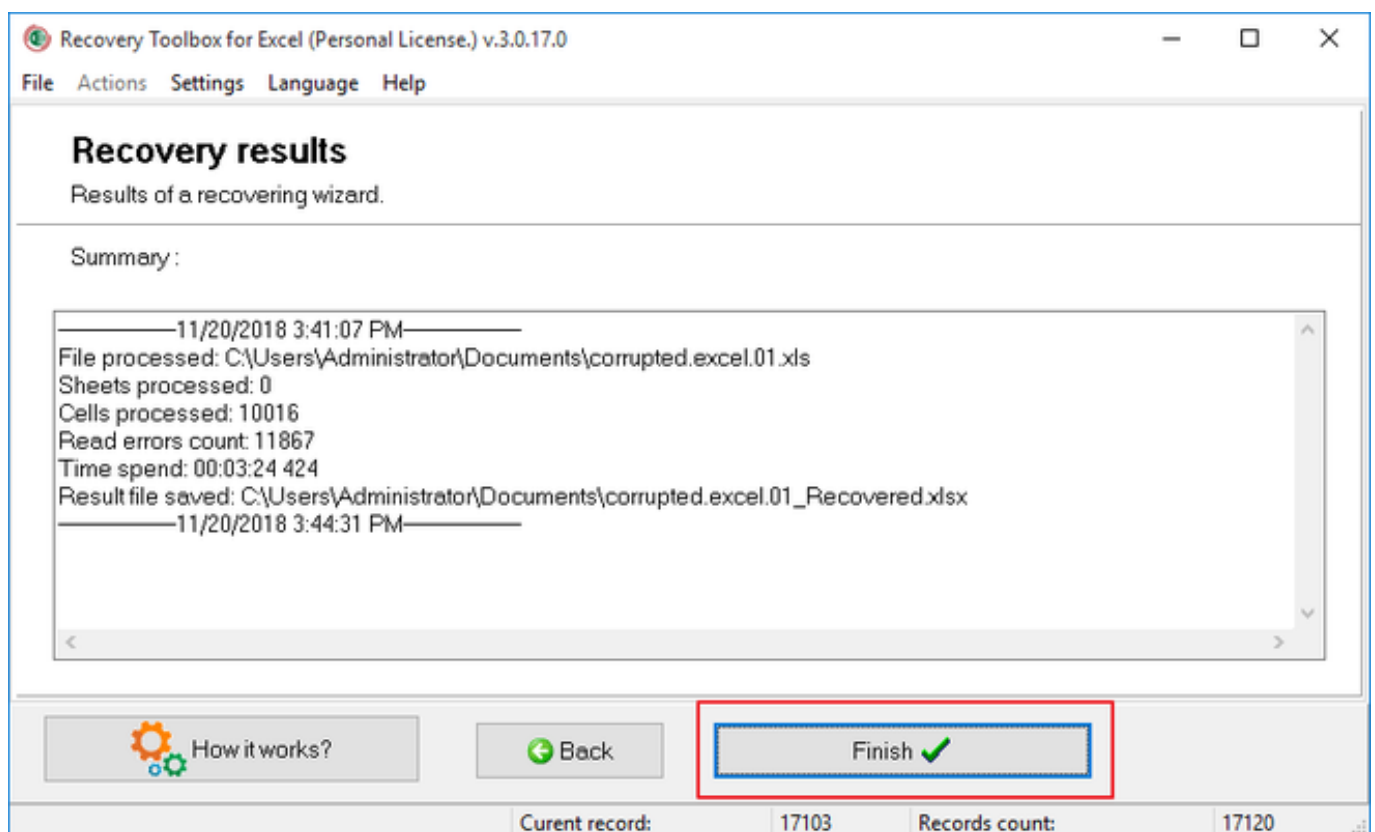 Recovery Toolbox for Excel (Personal License.) v.3.0.17.0
File Actions Settings Language Help
Recovery results
Results of a recovering wizard.
Summary :
————11/20/2018 3:41:07 PM————
File processed: C:\Users\Administrator\Documents\corrupted.excel.01.xls
Sheets processed: 0
Cells processed: 10016
Read errors count: 11867
Time spend: 00:03:24 424
Result file saved: C:\Users\Administrator\Documents\corrupted.excel.01_Recovered.xlsx
————11/20/2018 3:44:31 PM————
How it works? Back Finish
Curent record: 17103 Records count: 17120